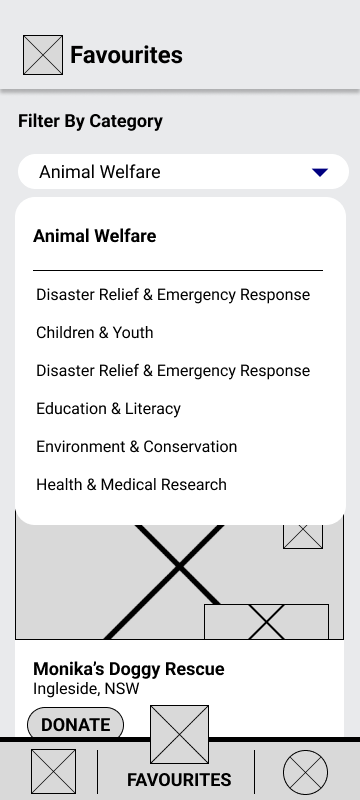 Favourites
Filter By Category
Animal Welfare
Animal Welfare
Disaster Relief & Emergency Response
Children & Youth
Disaster Relief & Emergency Response
Education & Literacy
Environment & Conservation
Health & Medical Research
Monika’s Doggy Rescue
Ingleside, NSW
DONATE
FAVOURITES